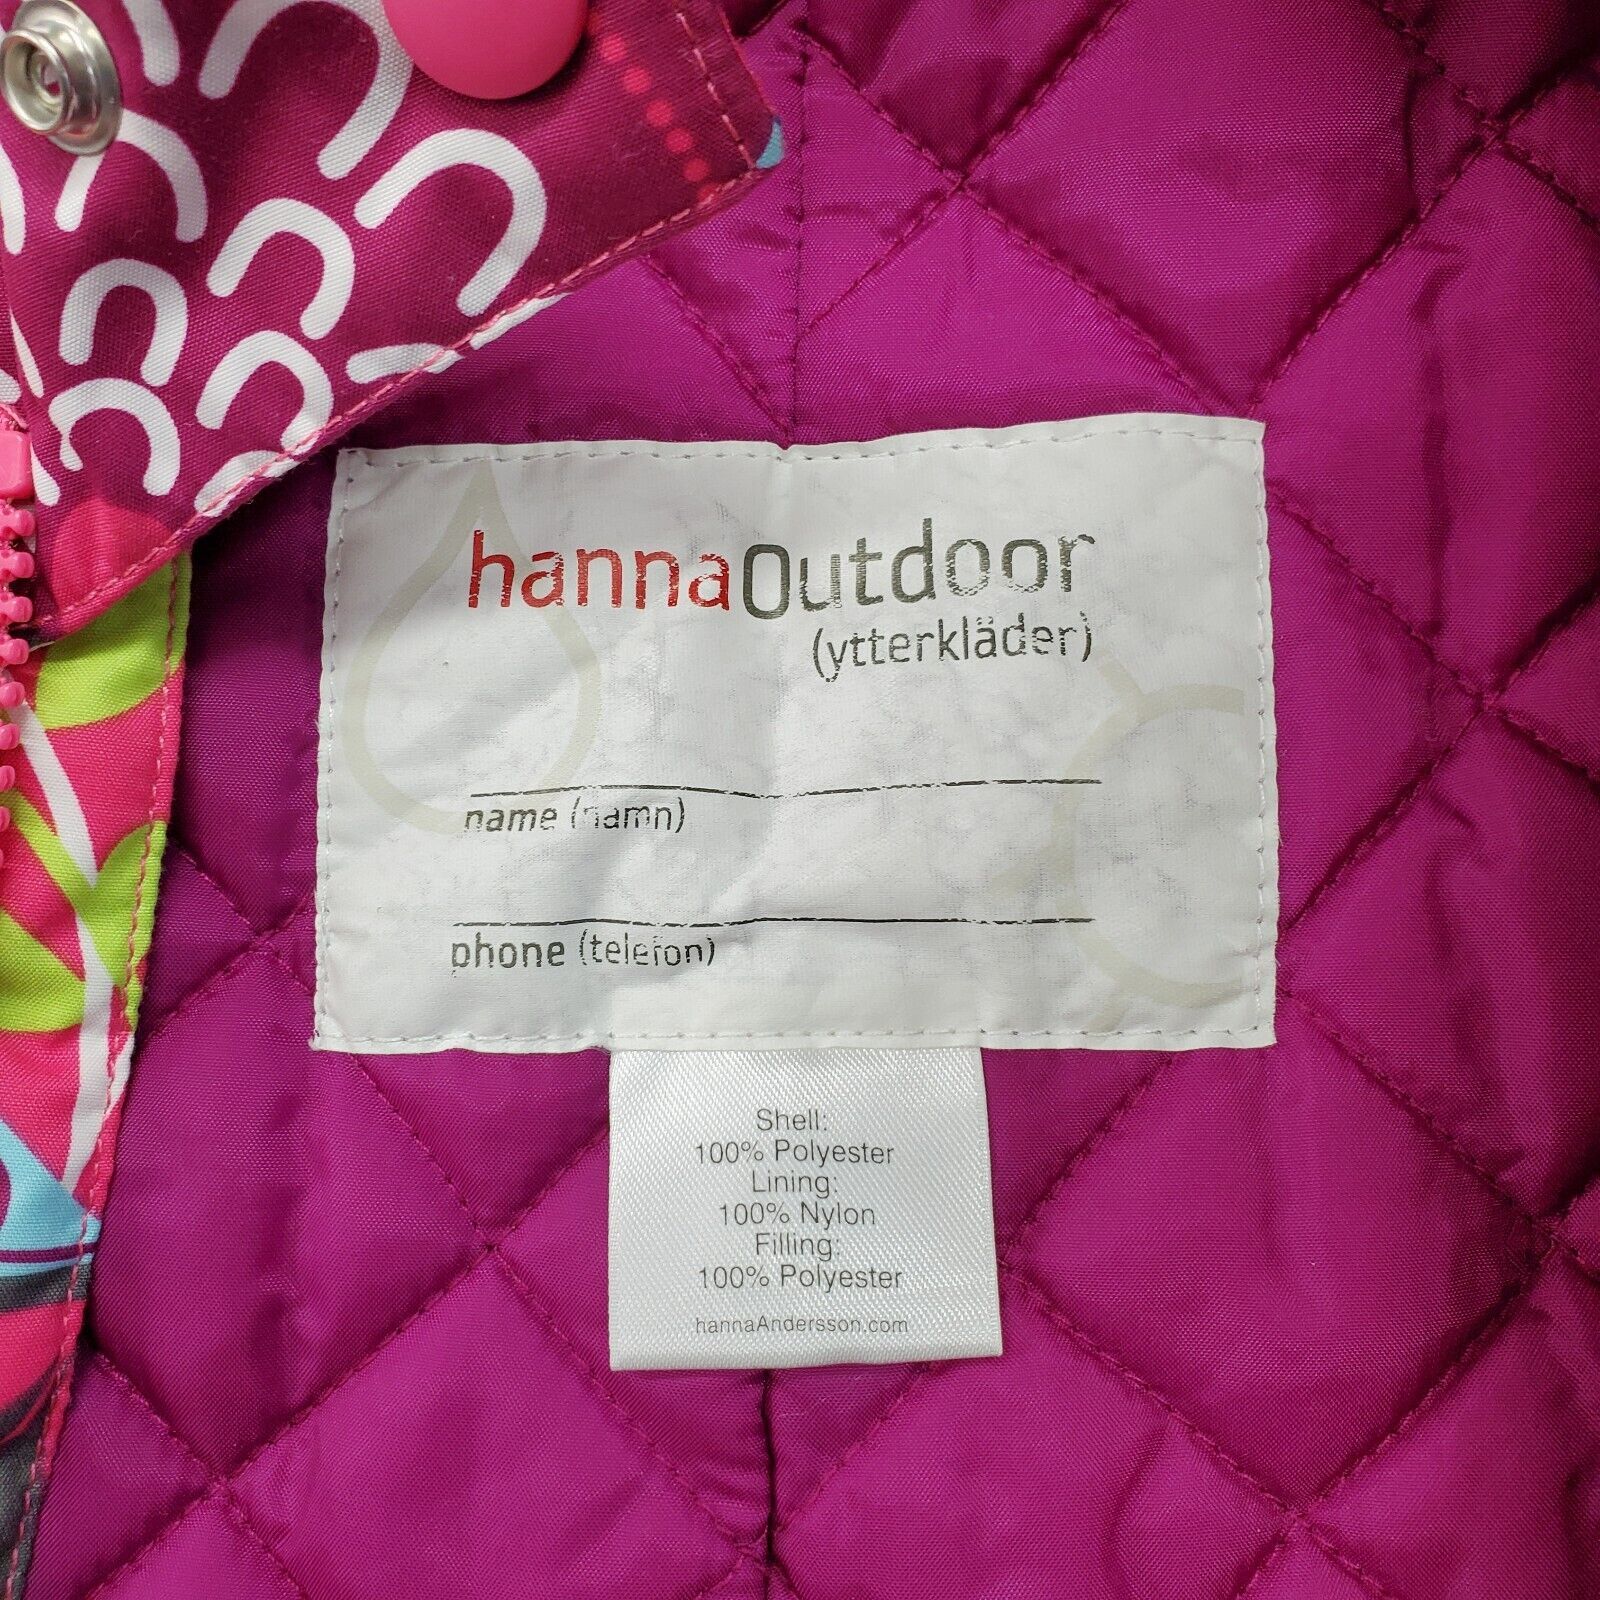 hannaOutdoor
(ytterkläder)
name (namn)
phone (telefon)
Shell:
100% Polyester
Lining:
100% Nylon
Filling:
100% Polyester
hannaAndersson.com